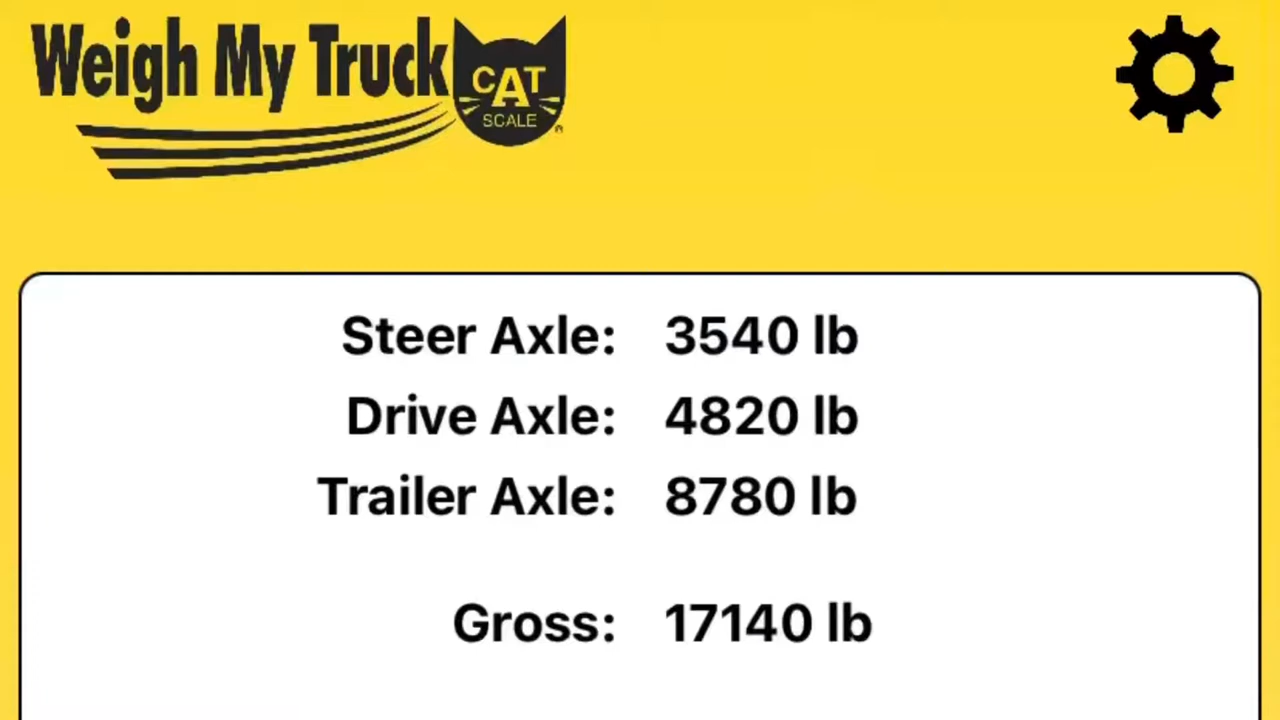 Weigh My Truck
CAT
SCALE
®
Steer Axle: 3540 lb
Drive Axle: 4820 lb
Trailer Axle: 8780 lb
Gross: 17140 lb